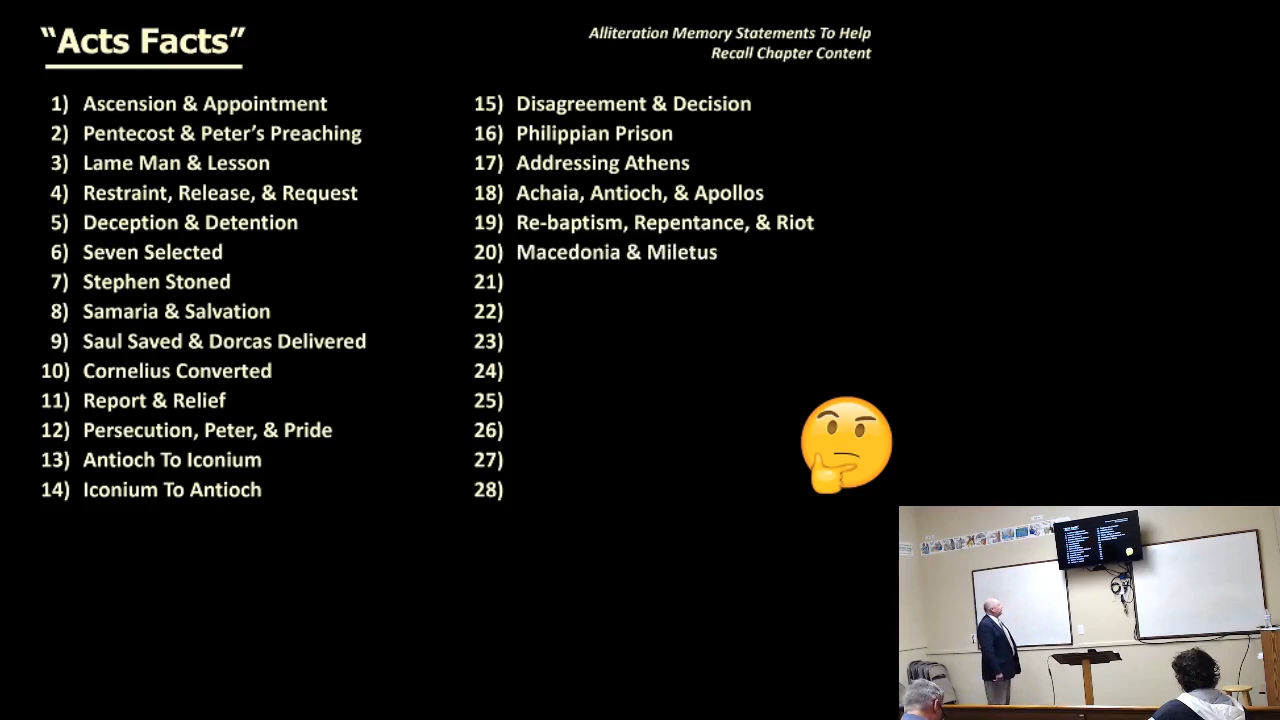 “Acts Facts”
Alliteration Memory Statements To Help
Recall Chapter Content
1) Ascension & Appointment
2) Pentecost & Peter’s Preaching
3) Lame Man & Lesson
4) Restraint, Release, & Request
5) Deception & Detention
6) Seven Selected
7) Stephen Stoned
8) Samaria & Salvation
9) Saul Saved & Dorcas Delivered
10) Cornelius Converted
11) Report & Relief
12) Persecution, Peter, & Pride
13) Antioch To Iconium
14) Iconium To Antioch
15) Disagreement & Decision
16) Philippian Prison
17) Addressing Athens
18) Achaia, Antioch, & Apollos
19) Re-baptism, Repentance, & Riot
20) Macedonia & Miletus
21)
22)
23)
24)
25)
26)
27)
28)